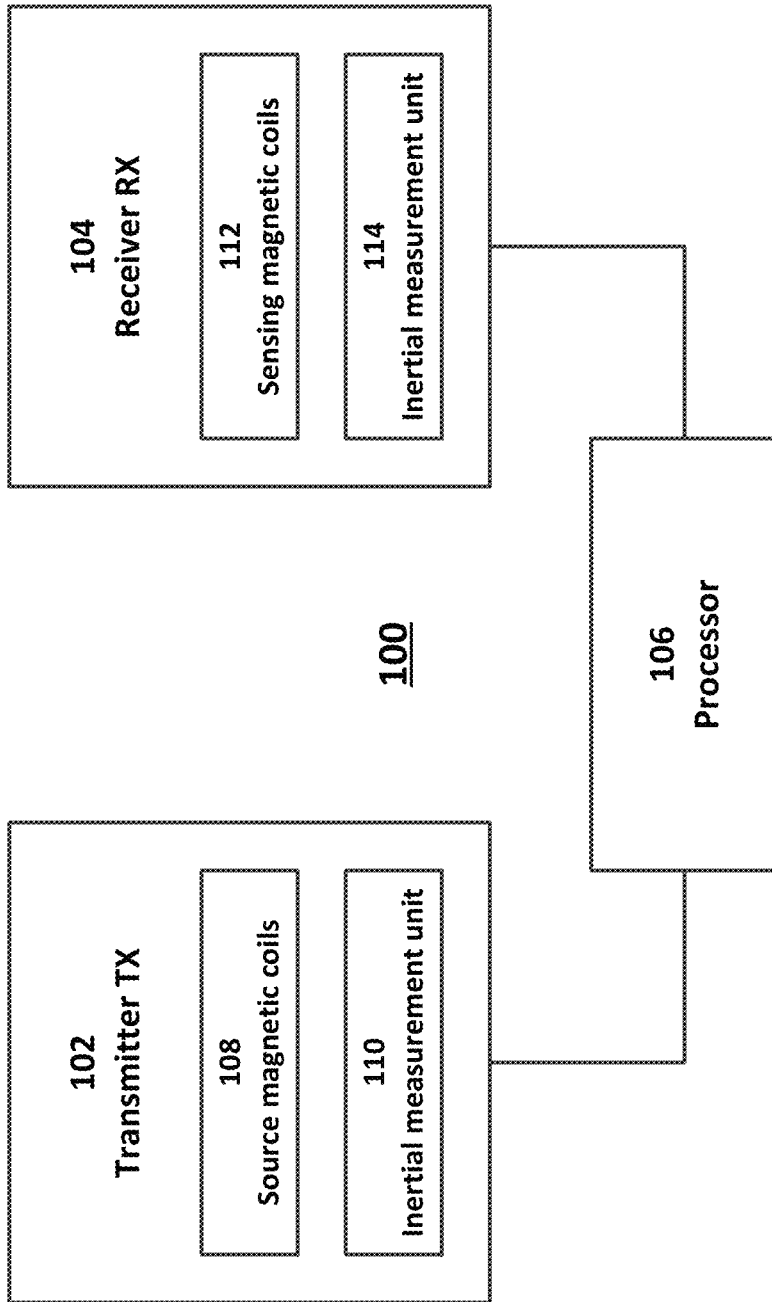 102
Transmitter TX
108
Source magnetic coils
110
Inertial measurement unit
104
Receiver RX
112
Sensing magnetic coils
114
Inertial measurement unit
100
106
Processor